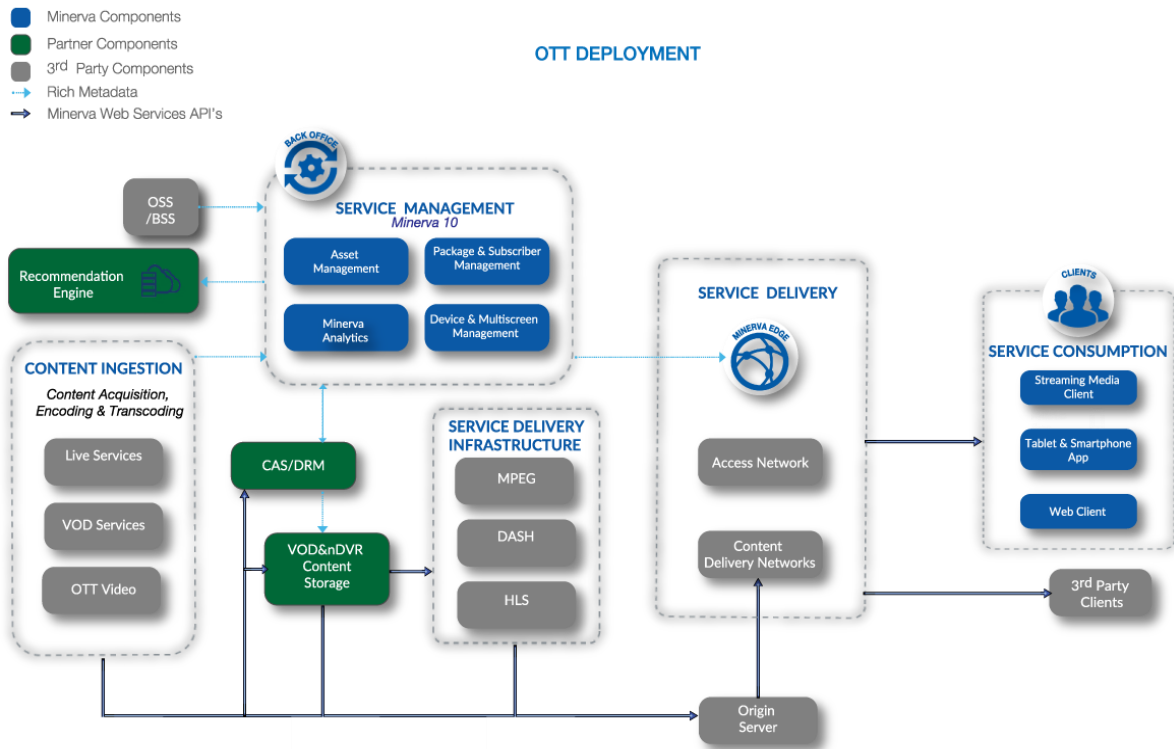 Minerva Components
Partner Components
3rd Party Components
Rich Metadata
Minerva Web Services API's
OTT DEPLOYMENT
BACK OFFICE
OSS
/BSS
SERVICE MANAGEMENT
Minerva 10
Asset
Management
Package & Subscriber
Management
Minerva
Analytics
Device & Multiscreen
Management
Recommendation
Engine
CONTENT INGESTION
Content Acquisition,
Encoding & Transcoding
Live Services
VOD Services
OTT Video
CAS/DRM
VOD&nDVR
Content
Storage
SERVICE DELIVERY
INFRASTRUCTURE
MPEG
DASH
HLS
SERVICE DELIVERY
MINERVA EDGE
Access Network
Content
Delivery Networks
Origin
Server
CLIENTS
SERVICE CONSUMPTION
Streaming Media
Client
Tablet & Smartphone
App
Web Client
3rd Party
Clients